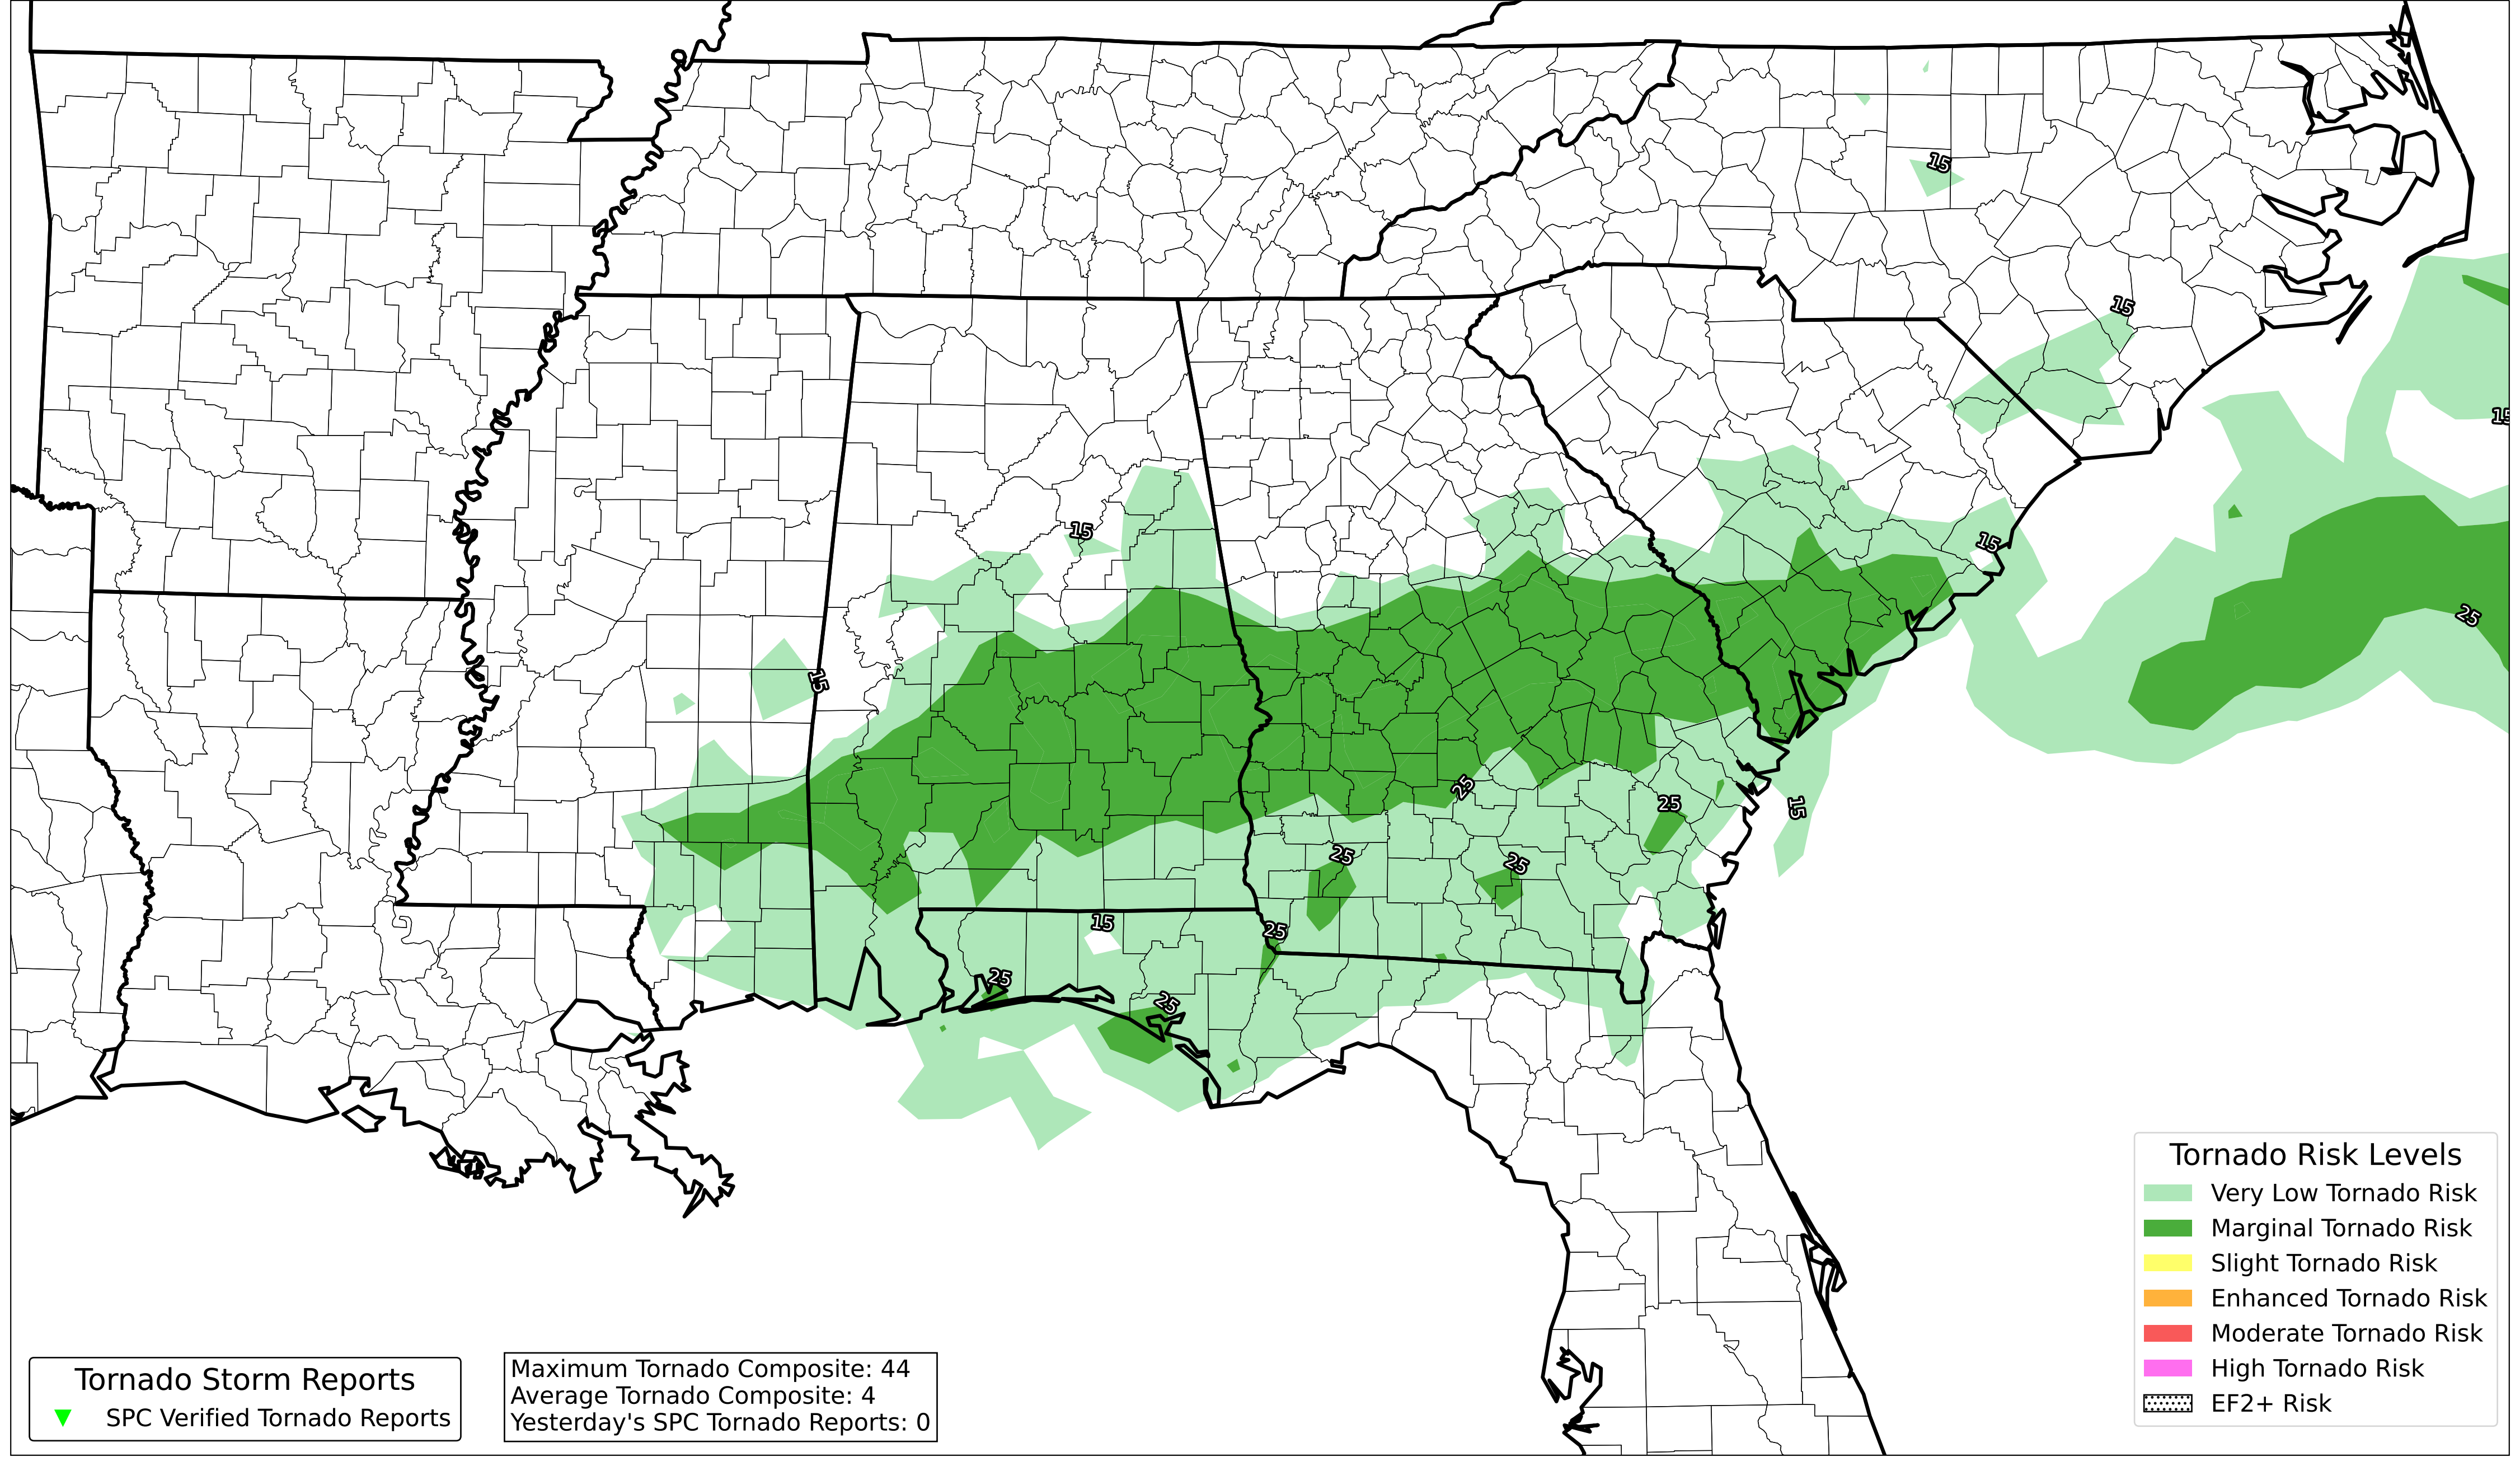 15
15
15
15
15
25
15
25
15
25
25
25
25
15
25
25
Tornado Risk Levels
Very Low Tornado Risk
Marginal Tornado Risk
Slight Tornado Risk
Enhanced Tornado Risk
Moderate Tornado Risk
High Tornado Risk
EF2+ Risk
Tornado Storm Reports
SPC Verified Tornado Reports
Maximum Tornado Composite: 44
Average Tornado Composite: 4
Yesterday's SPC Tornado Reports: 0